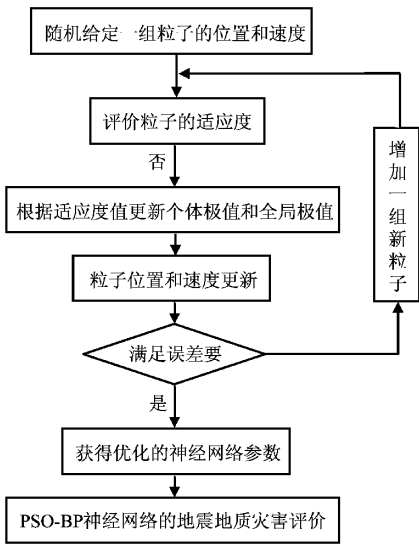 随机给定一组粒子的位置和速度
评价粒子的适应度
否
根据适应度值更新个体极值和全局极值
粒子位置和速度更新
满足误差要
是
获得优化的神经网络参数
PSO-BP神经网络的地震地质灾害评价
增加一组新粒子